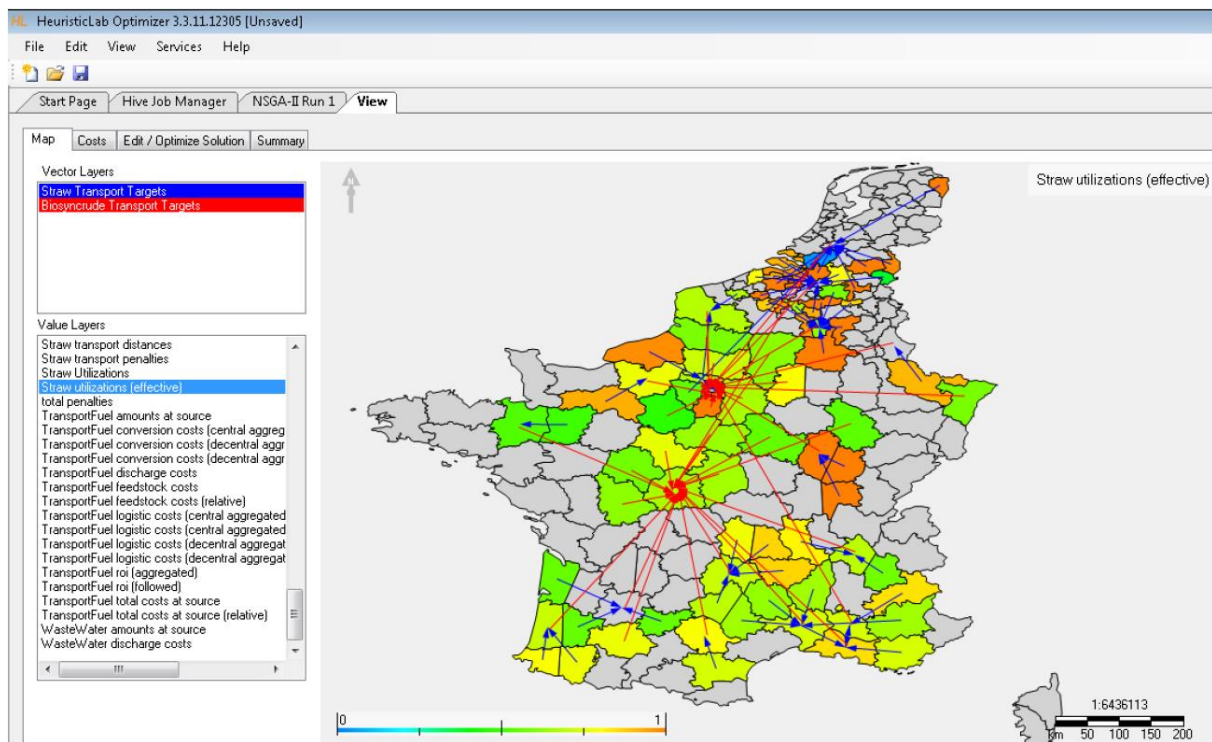 HL HeuristicLab Optimizer 3.3.11.12305 [Unsaved]
File Edit View Services Help
Start Page Hive Job Manager NSGA-II Run 1 View
Map Costs Edit / Optimize Solution Summary
Vector Layers
Straw Transport Targets
Biosyncrude Transport Targets
Value Layers
Straw transport distances
Straw transport penalties
Straw Utilizations
Straw utilizations (effective)
total penalties
TransportFuel amounts at source
TransportFuel conversion costs (central aggreg
TransportFuel conversion costs (decentral aggr
TransportFuel conversion costs (decentral aggr
TransportFuel discharge costs
TransportFuel feedstock costs
TransportFuel feedstock costs (relative)
TransportFuel logistic costs (central aggregated
TransportFuel logistic costs (central aggregated
TransportFuel logistic costs (decentral aggregat
TransportFuel logistic costs (decentral aggregat
TransportFuel roi (aggregated)
TransportFuel roi (followed)
TransportFuel total costs at source
TransportFuel total costs at source (relative)
WasteWater amounts at source
WasteWater discharge costs
N
Straw utilizations (effective)
0 1
1:6436113
Km 50 100 150 200